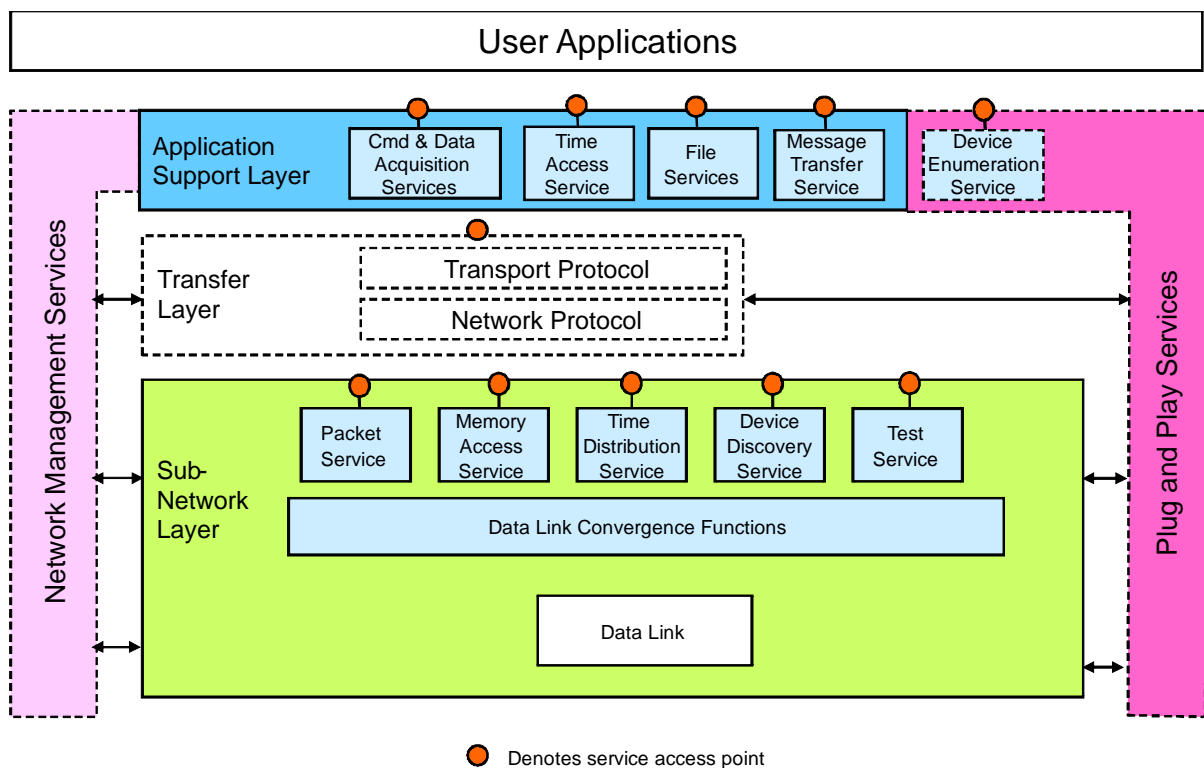 User Applications
Network Management Services
Application
Support Layer
Cmd & Data
Acquisition
Services
Time
Access
Service
File
Services
Message
Transfer
Service
Device
Enumeration
Service
Transfer
Layer
Transport Protocol
Network Protocol
Plug and Play Services
Sub-
Network
Layer
Packet
Service
Memory
Access
Service
Time
Distribution
Service
Device
Discovery
Service
Test
Service
Data Link Convergence Functions
Data Link
Denotes service access point